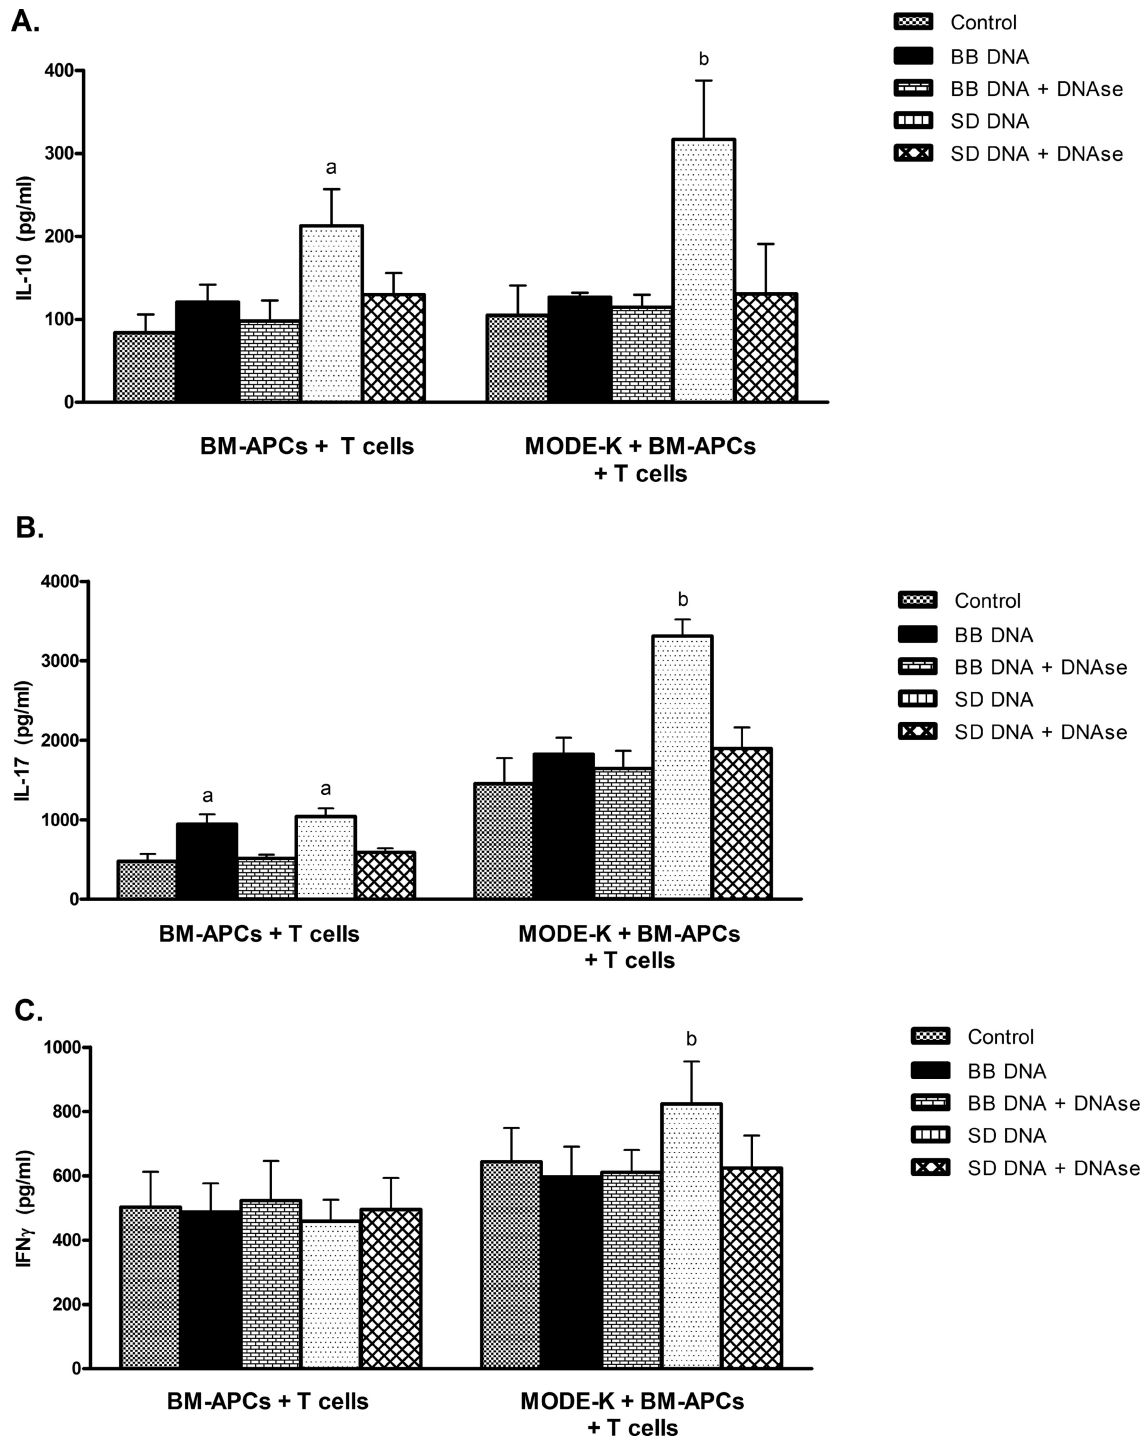 A.
Control
BB DNA
BB DNA + DNAse
SD DNA
SD DNA + DNAse
IL-10 (pg/ml)
400
300
200
100
0
a
b
BM-APCs + T cells
MODE-K + BM-APCs
+ T cells
B.
Control
BB DNA
BB DNA + DNAse
SD DNA
SD DNA + DNAse
IL-17 (pg/ml)
4000
3000
2000
1000
0
a
a
b
BM-APCs + T cells
MODE-K + BM-APCs
+ T cells
C.
Control
BB DNA
BB DNA + DNAse
SD DNA
SD DNA + DNAse
IFNγ (pg/ml)
1000
800
600
400
200
0
b
BM-APCs + T cells
MODE-K + BM-APCs
+ T cells